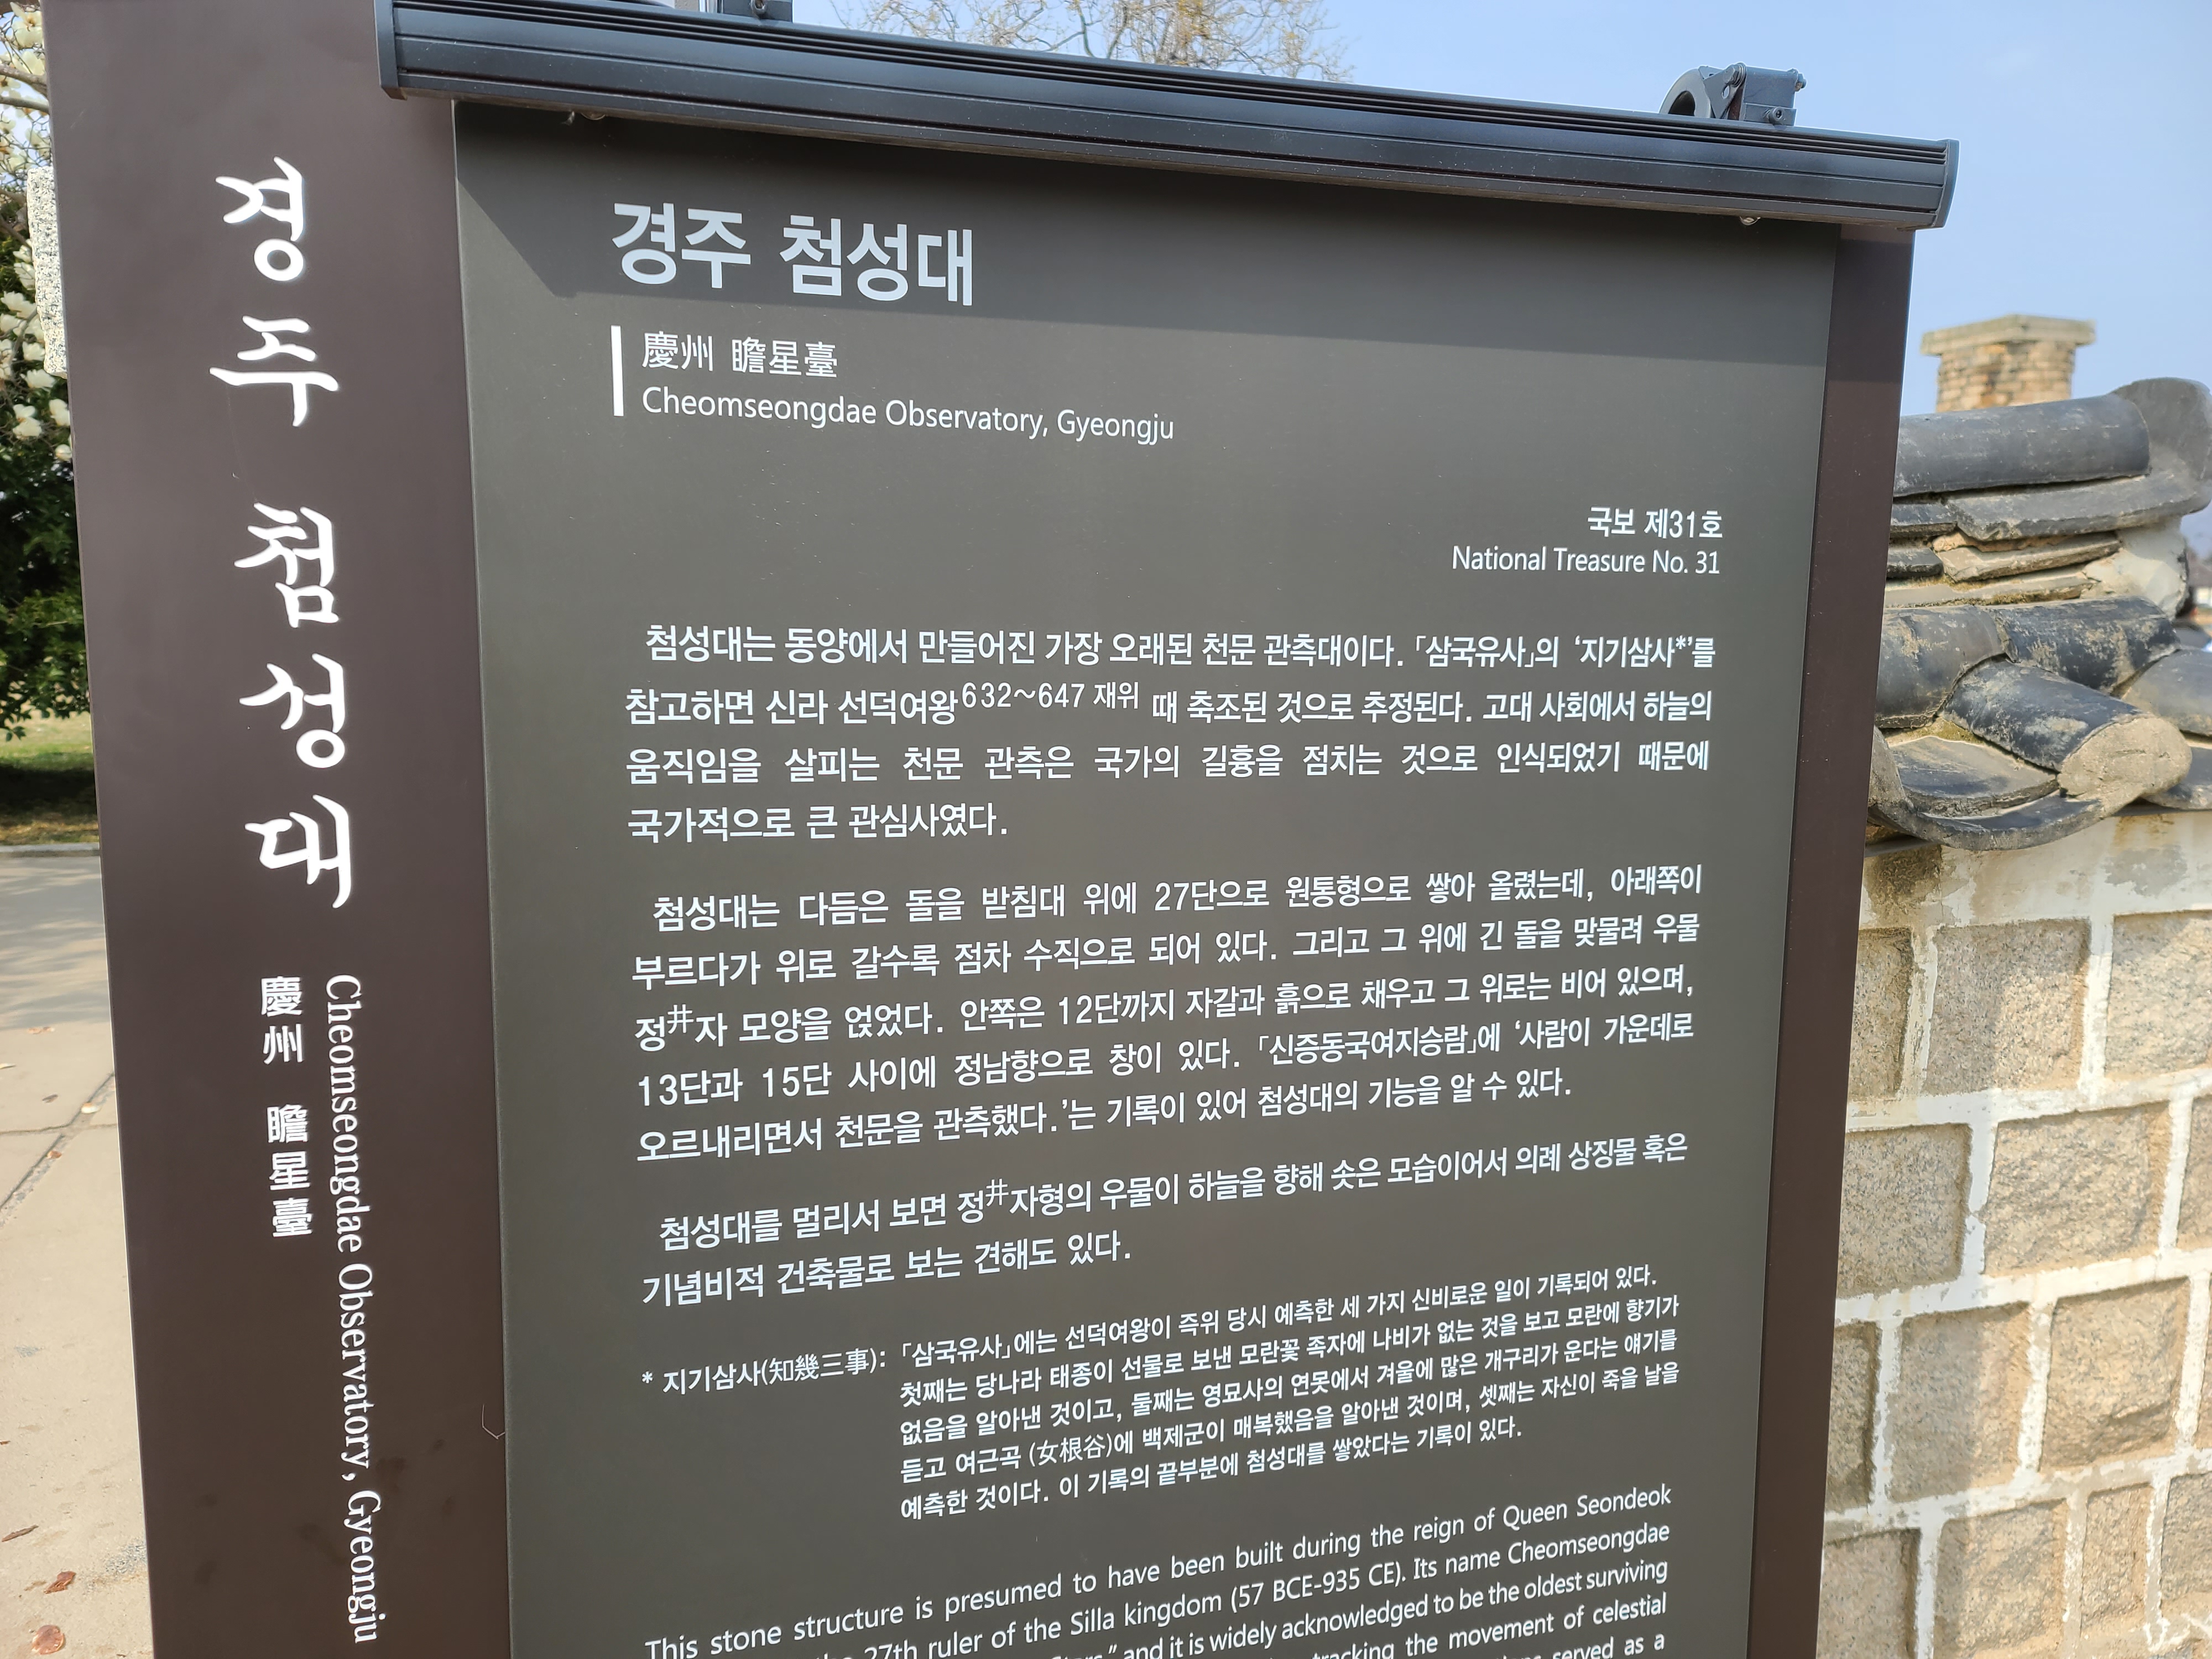 경주 첨성대
慶州 瞻星臺
Cheomseongdae Observatory, Gyeongju
경주 첨성대
慶州 瞻星臺
Cheomseongdae Observatory, Gyeongju
국보 제31호
National Treasure No. 31
첨성대는 동양에서 만들어진 가장 오래된 천문 관측대이다. ｢삼국유사｣의 ‘지기삼사*’를
참고하면 신라 선덕여왕632~647 재위 때 축조된 것으로 추정된다. 고대 사회에서 하늘의
움직임을 살피는 천문 관측은 국가의 길흉을 점치는 것으로 인식되었기 때문에
국가적으로 큰 관심사였다.
첨성대는 다듬은 돌을 받침대 위에 27단으로 원통형으로 쌓아 올렸는데, 아래쪽이
부르다가 위로 갈수록 점차 수직으로 되어 있다. 그리고 그 위에 긴 돌을 맞물려 우물
정井자 모양을 얹었다. 안쪽은 12단까지 자갈과 흙으로 채우고 그 위로는 비어 있으며,
13단과 15단 사이에 정남향으로 창이 있다. ｢신증동국여지승람｣에 ‘사람이 가운데로
오르내리면서 천문을 관측했다.’는 기록이 있어 첨성대의 기능을 알 수 있다.
첨성대를 멀리서 보면 정井자형의 우물이 하늘을 향해 솟은 모습이어서 의례 상징물 혹은
기념비적 건축물로 보는 견해도 있다.
* 지기삼사(知幾三事): ｢삼국유사｣에는 선덕여왕이 즉위 당시 예측한 세 가지 신비로운 일이 기록되어 있다.
첫째는 당나라 태종이 선물로 보낸 모란꽃 족자에 나비가 없는 것을 보고 모란에 향기가
없음을 알아낸 것이고, 둘째는 영묘사의 연못에서 겨울에 많은 개구리가 운다는 얘기를
듣고 여근곡 (女根谷)에 백제군이 매복했음을 알아낸 것이며, 셋째는 자신이 죽을 날을
예측한 것이다. 이 기록의 끝부분에 첨성대를 쌓았다는 기록이 있다.
This stone structure is presumed to have been built during the reign of Queen Seondeok
27th ruler of the Silla kingdom (57 BCE-935 CE). Its name Cheomseongdae
and it is widely acknowledged to be the oldest surviving
tracking the movement of celestial
served as a